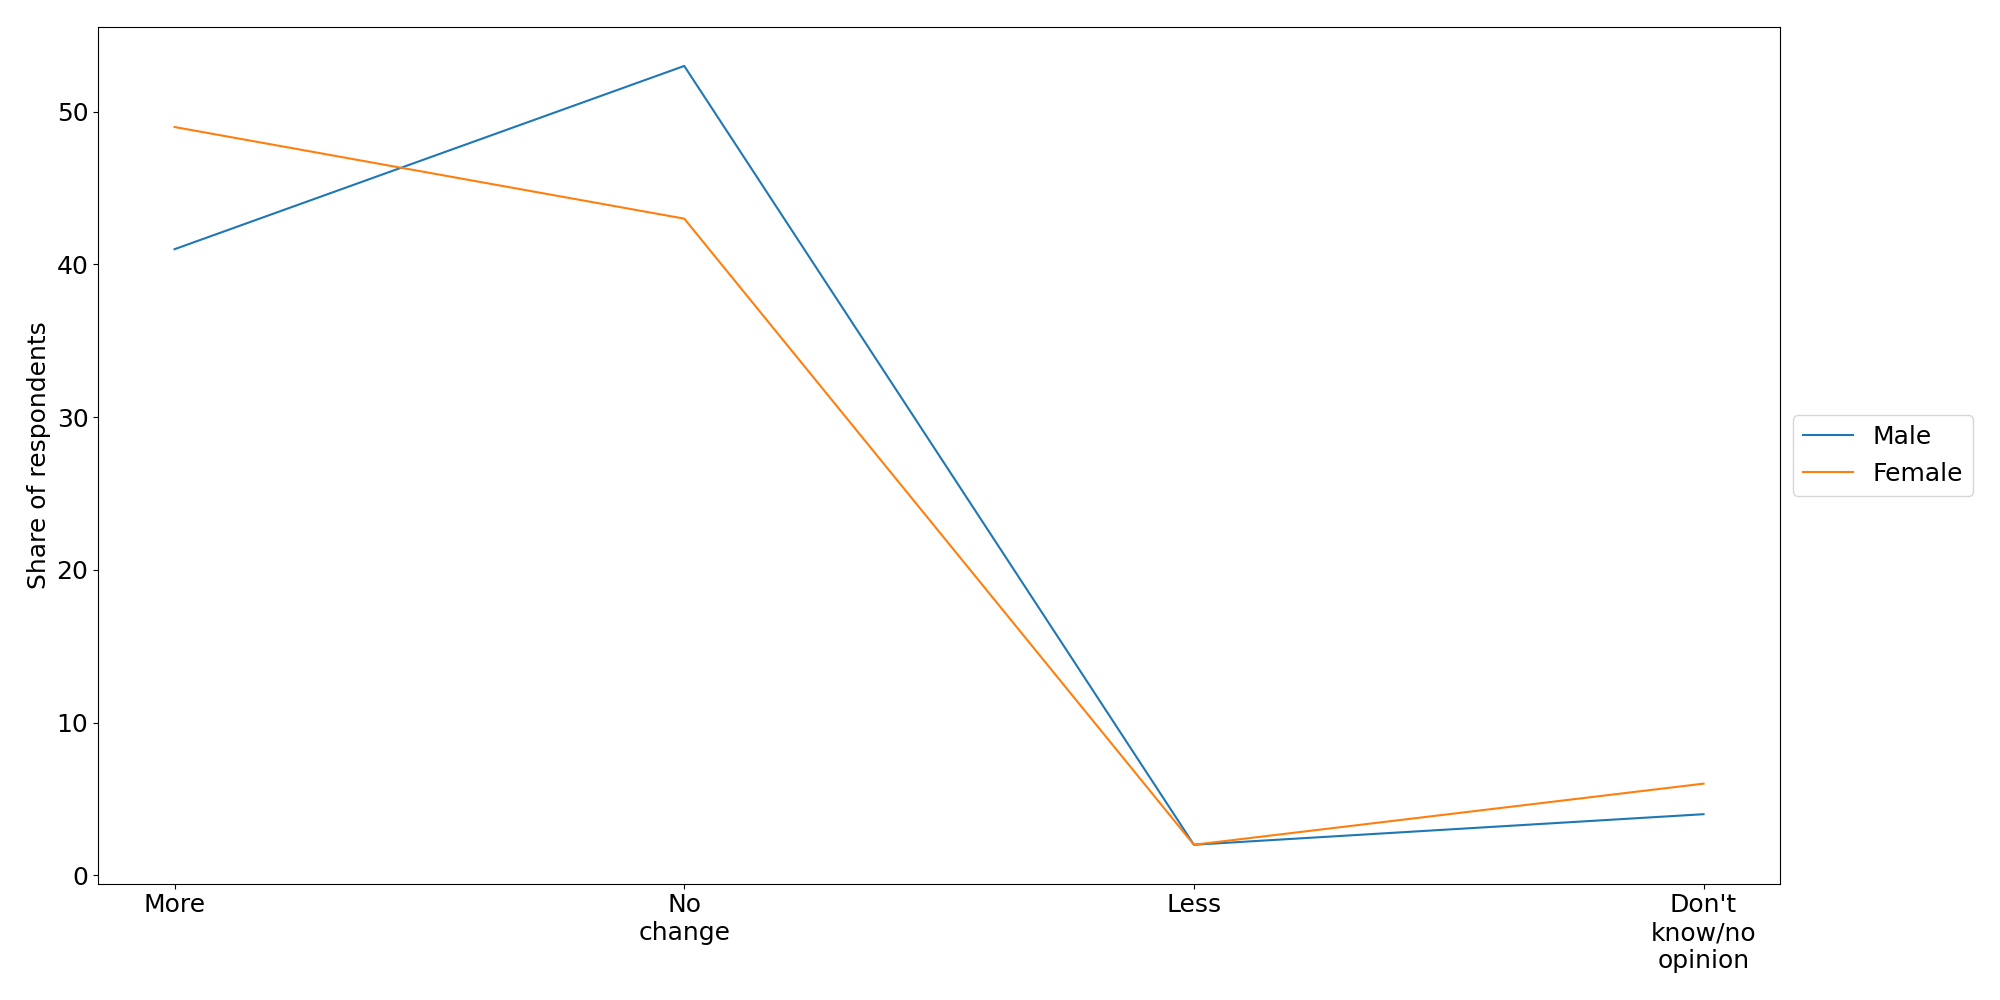 Share of respondents
50
40
30
20
10
0
More
No
change
Less
Don't
know/no
opinion
Male
Female